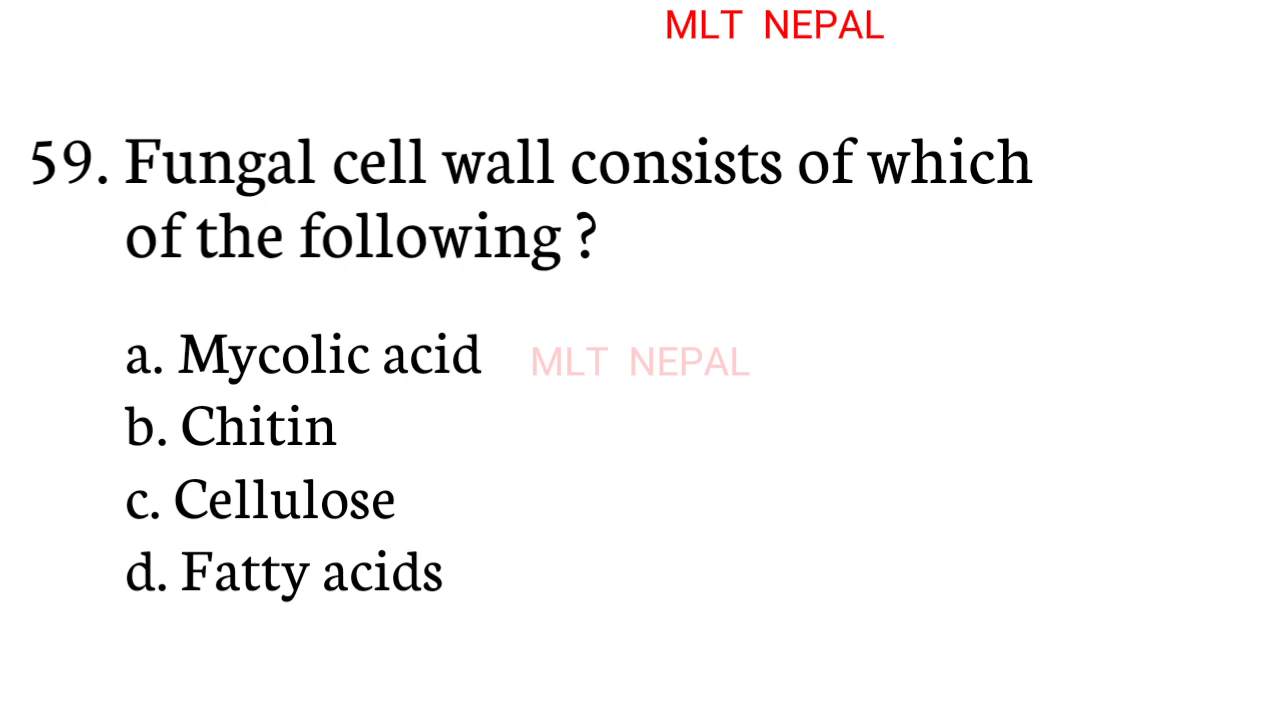 MLT NEPAL
59. Fungal cell wall consists of which
of the following ?
a. Mycolic acid
MLT NEPAL
b. Chitin
c. Cellulose
d. Fatty acids